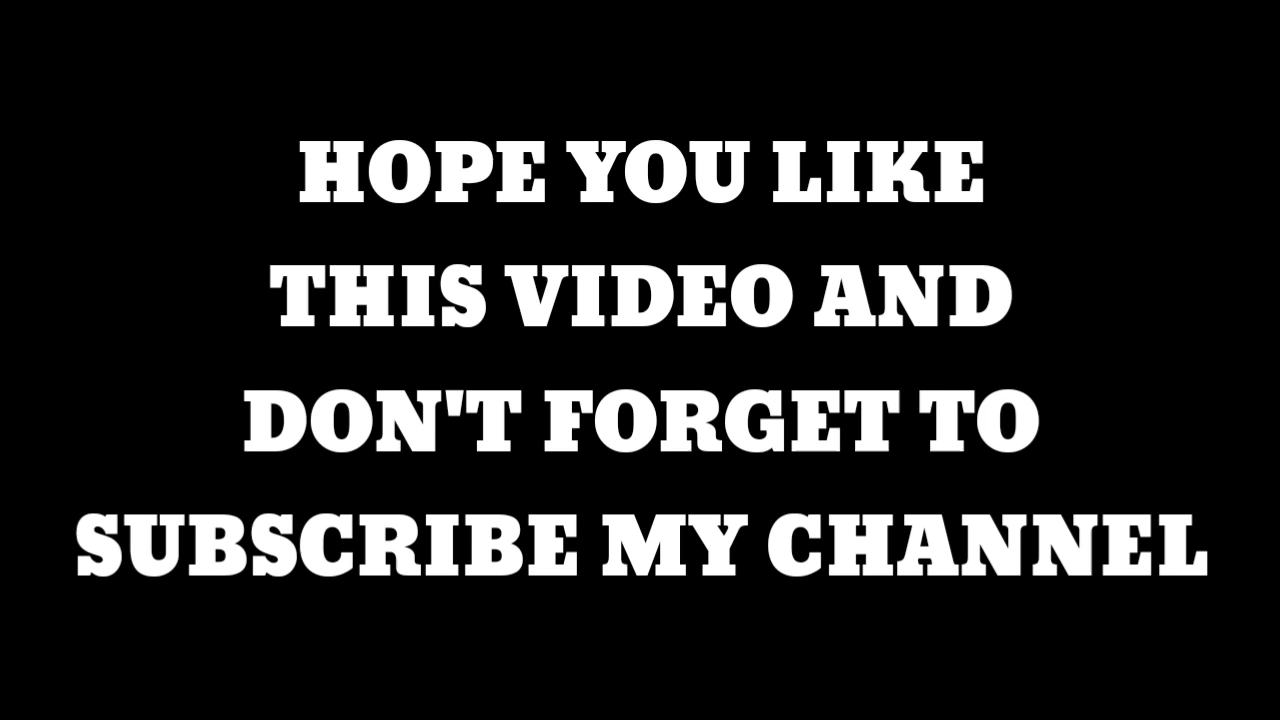 HOPE YOU LIKE
THIS VIDEO AND
DON'T FORGET TO
SUBSCRIBE MY CHANNEL